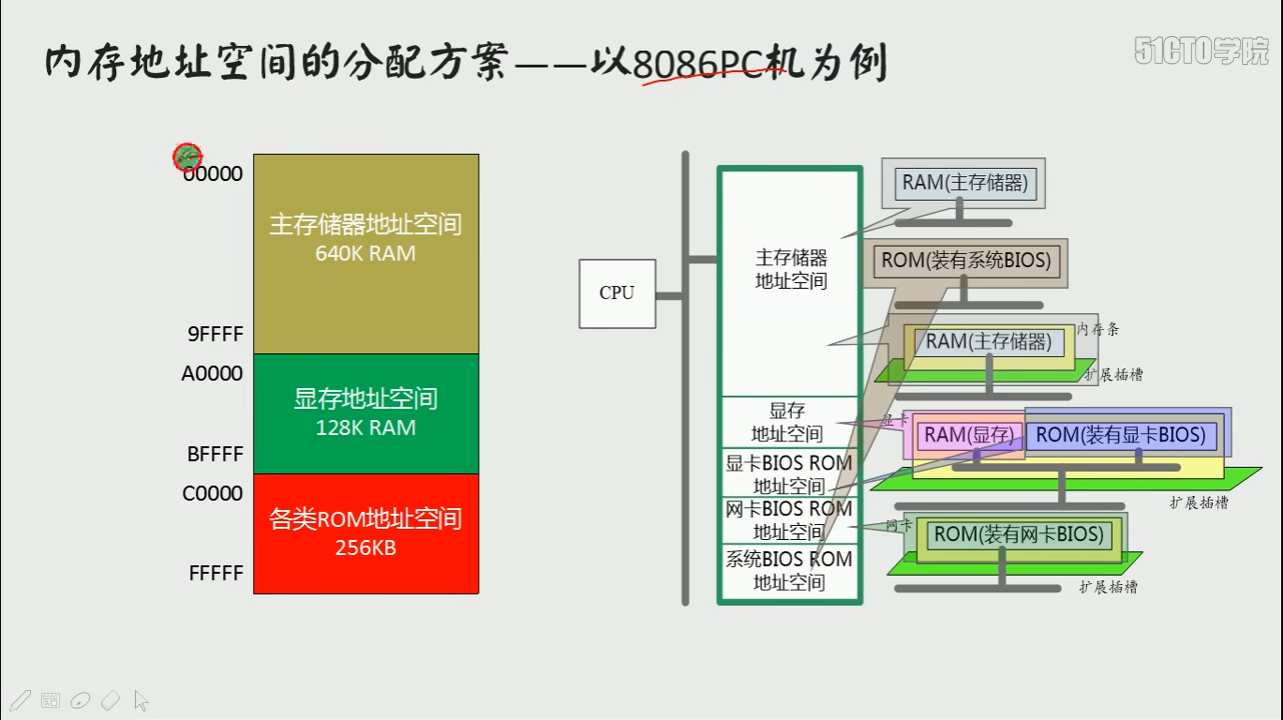 内存地址空间的分配方案——以8086PC机为例
51CTO学院
00000
主存储器地址空间
640K RAM
9FFFF
A0000
显存地址空间
128K RAM
BFFFF
C0000
各类ROM地址空间
256KB
FFFFF
CPU
主存储器
地址空间
显存
地址空间
显卡BIOS ROM
地址空间
网卡BIOS ROM
地址空间
系统BIOS ROM
地址空间
RAM(主存储器)
ROM(装有系统BIOS)
RAM(主存储器)
内存条
扩展插槽
显卡
RAM(显存)
ROM(装有显卡BIOS)
扩展插槽
网卡
ROM(装有网卡BIOS)
扩展插槽